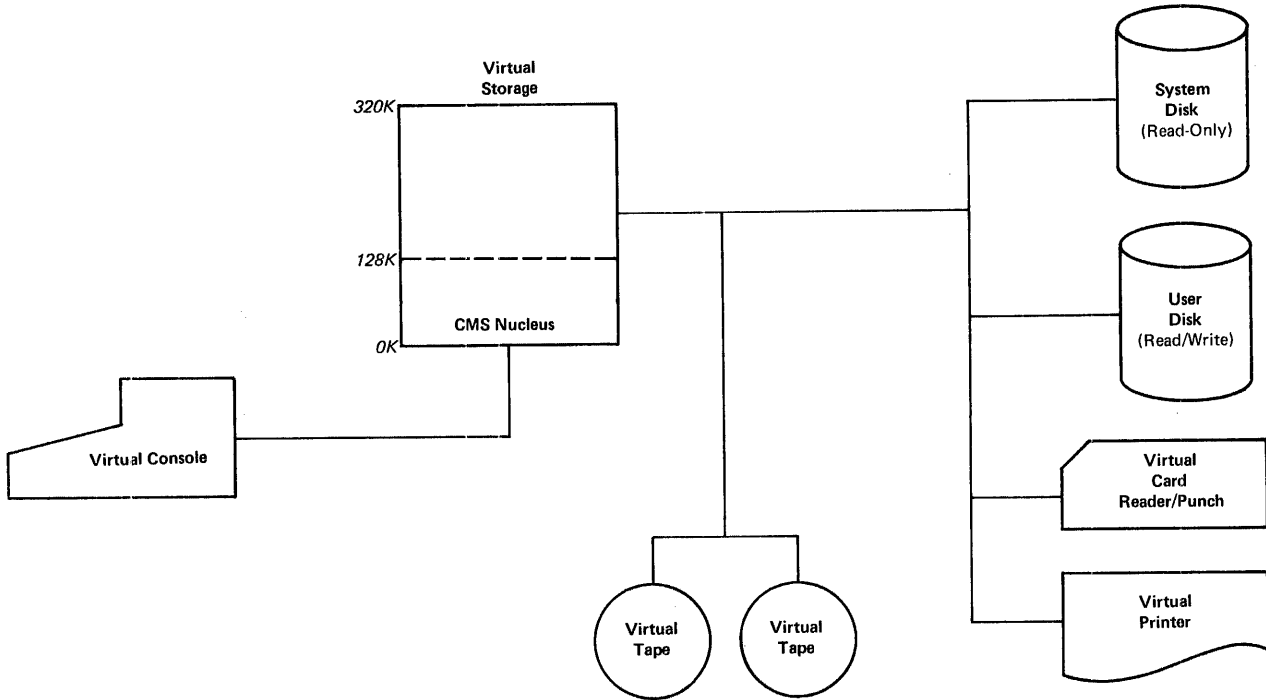 Virtual
Storage
320K
128K
CMS Nucleus
0K
Virtual Console
Virtual
Tape
Virtual
Tape
System
Disk
(Read-Only)
User
Disk
(Read/Write)
Virtual
Card
Reader/Punch
Virtual
Printer